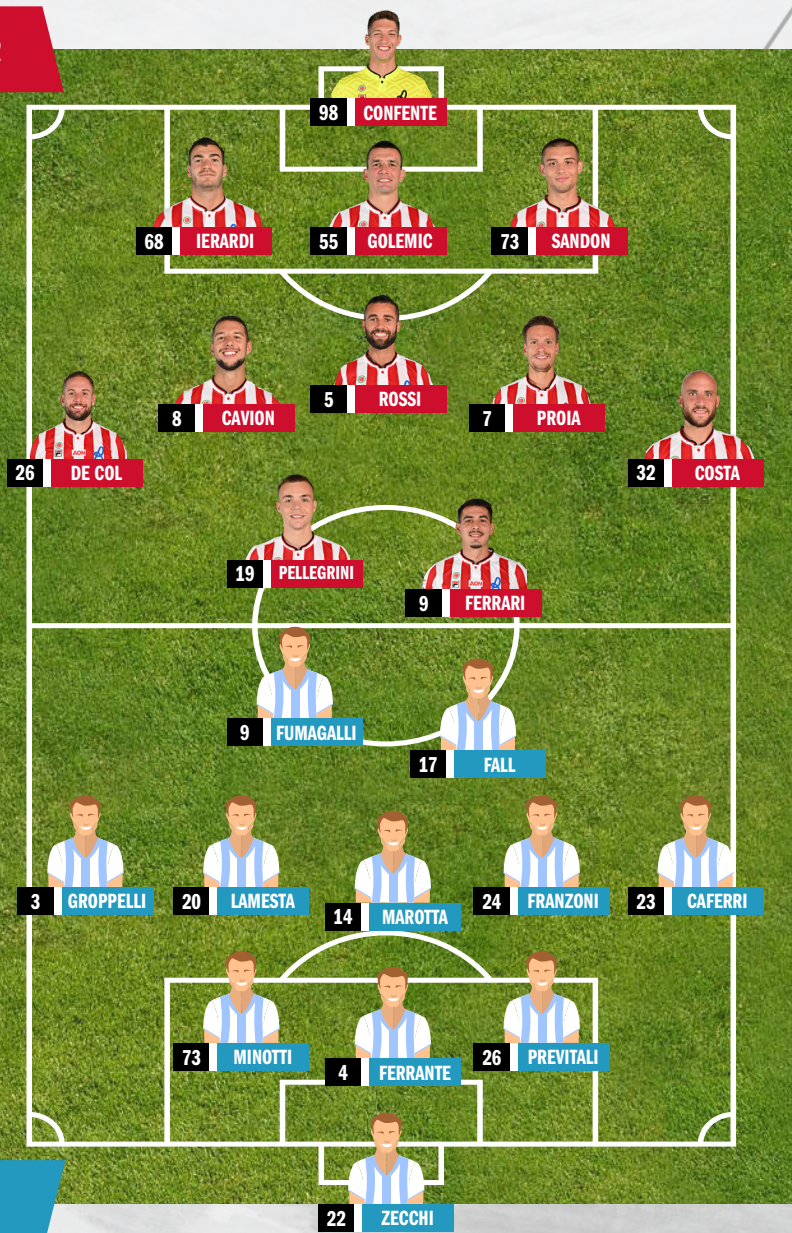 98 CONFENTE
68 IERARDI
55 GOLEMIC
73 SANDON
5 ROSSI
8 CAVION
7 PROIA
26 DE COL
32 COSTA
19 PELLEGRINI
9 FERRARI
9 FUMAGALLI
17 FALL
3 GROPPELLI
20 LAMESTA
14 MAROTTA
24 FRANZONI
23 CAFERRI
73 MINOTTI
4 FERRANTE
26 PREVITALI
22 ZECCHI